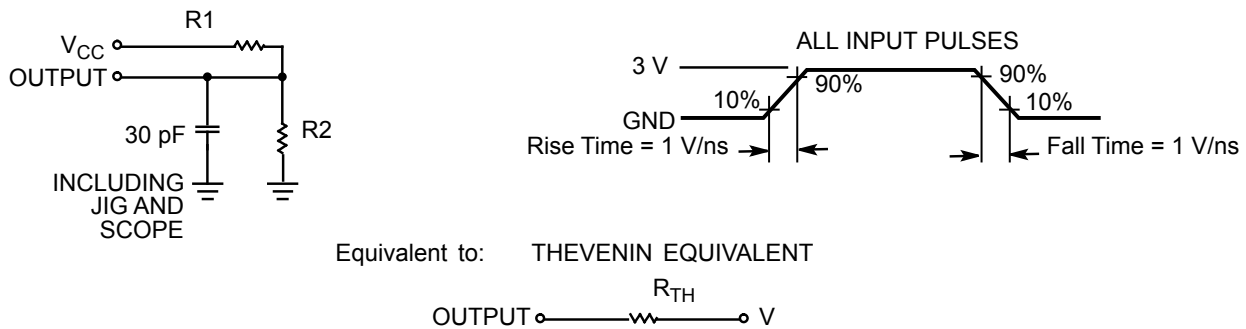 R1
VCC
OUTPUT
30 pF
R2
INCLUDING
JIG AND
SCOPE
ALL INPUT PULSES
3 V
90%
90%
10%
10%
GND
Rise Time = 1 V/ns
Fall Time = 1 V/ns
Equivalent to: THEVENIN EQUIVALENT
RTH
OUTPUT
V